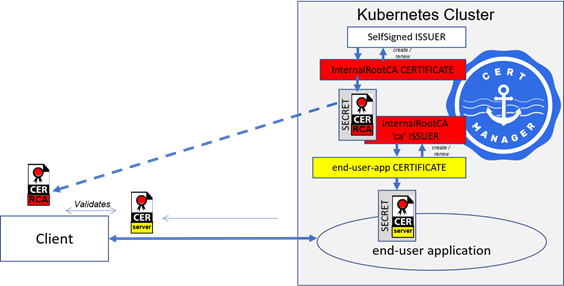 Kubernetes Cluster
SelfSigned ISSUER
create /
renew
InternalRootCA CERTIFICATE
SECRET
CER
RCA
InternalRootCA
'ca' ISSUER
create /
renew
end-user-app CERTIFICATE
CERT
MANAGER
SECRET
CER
server
end-user application
CER
RCA
Validates
CER
server
Client